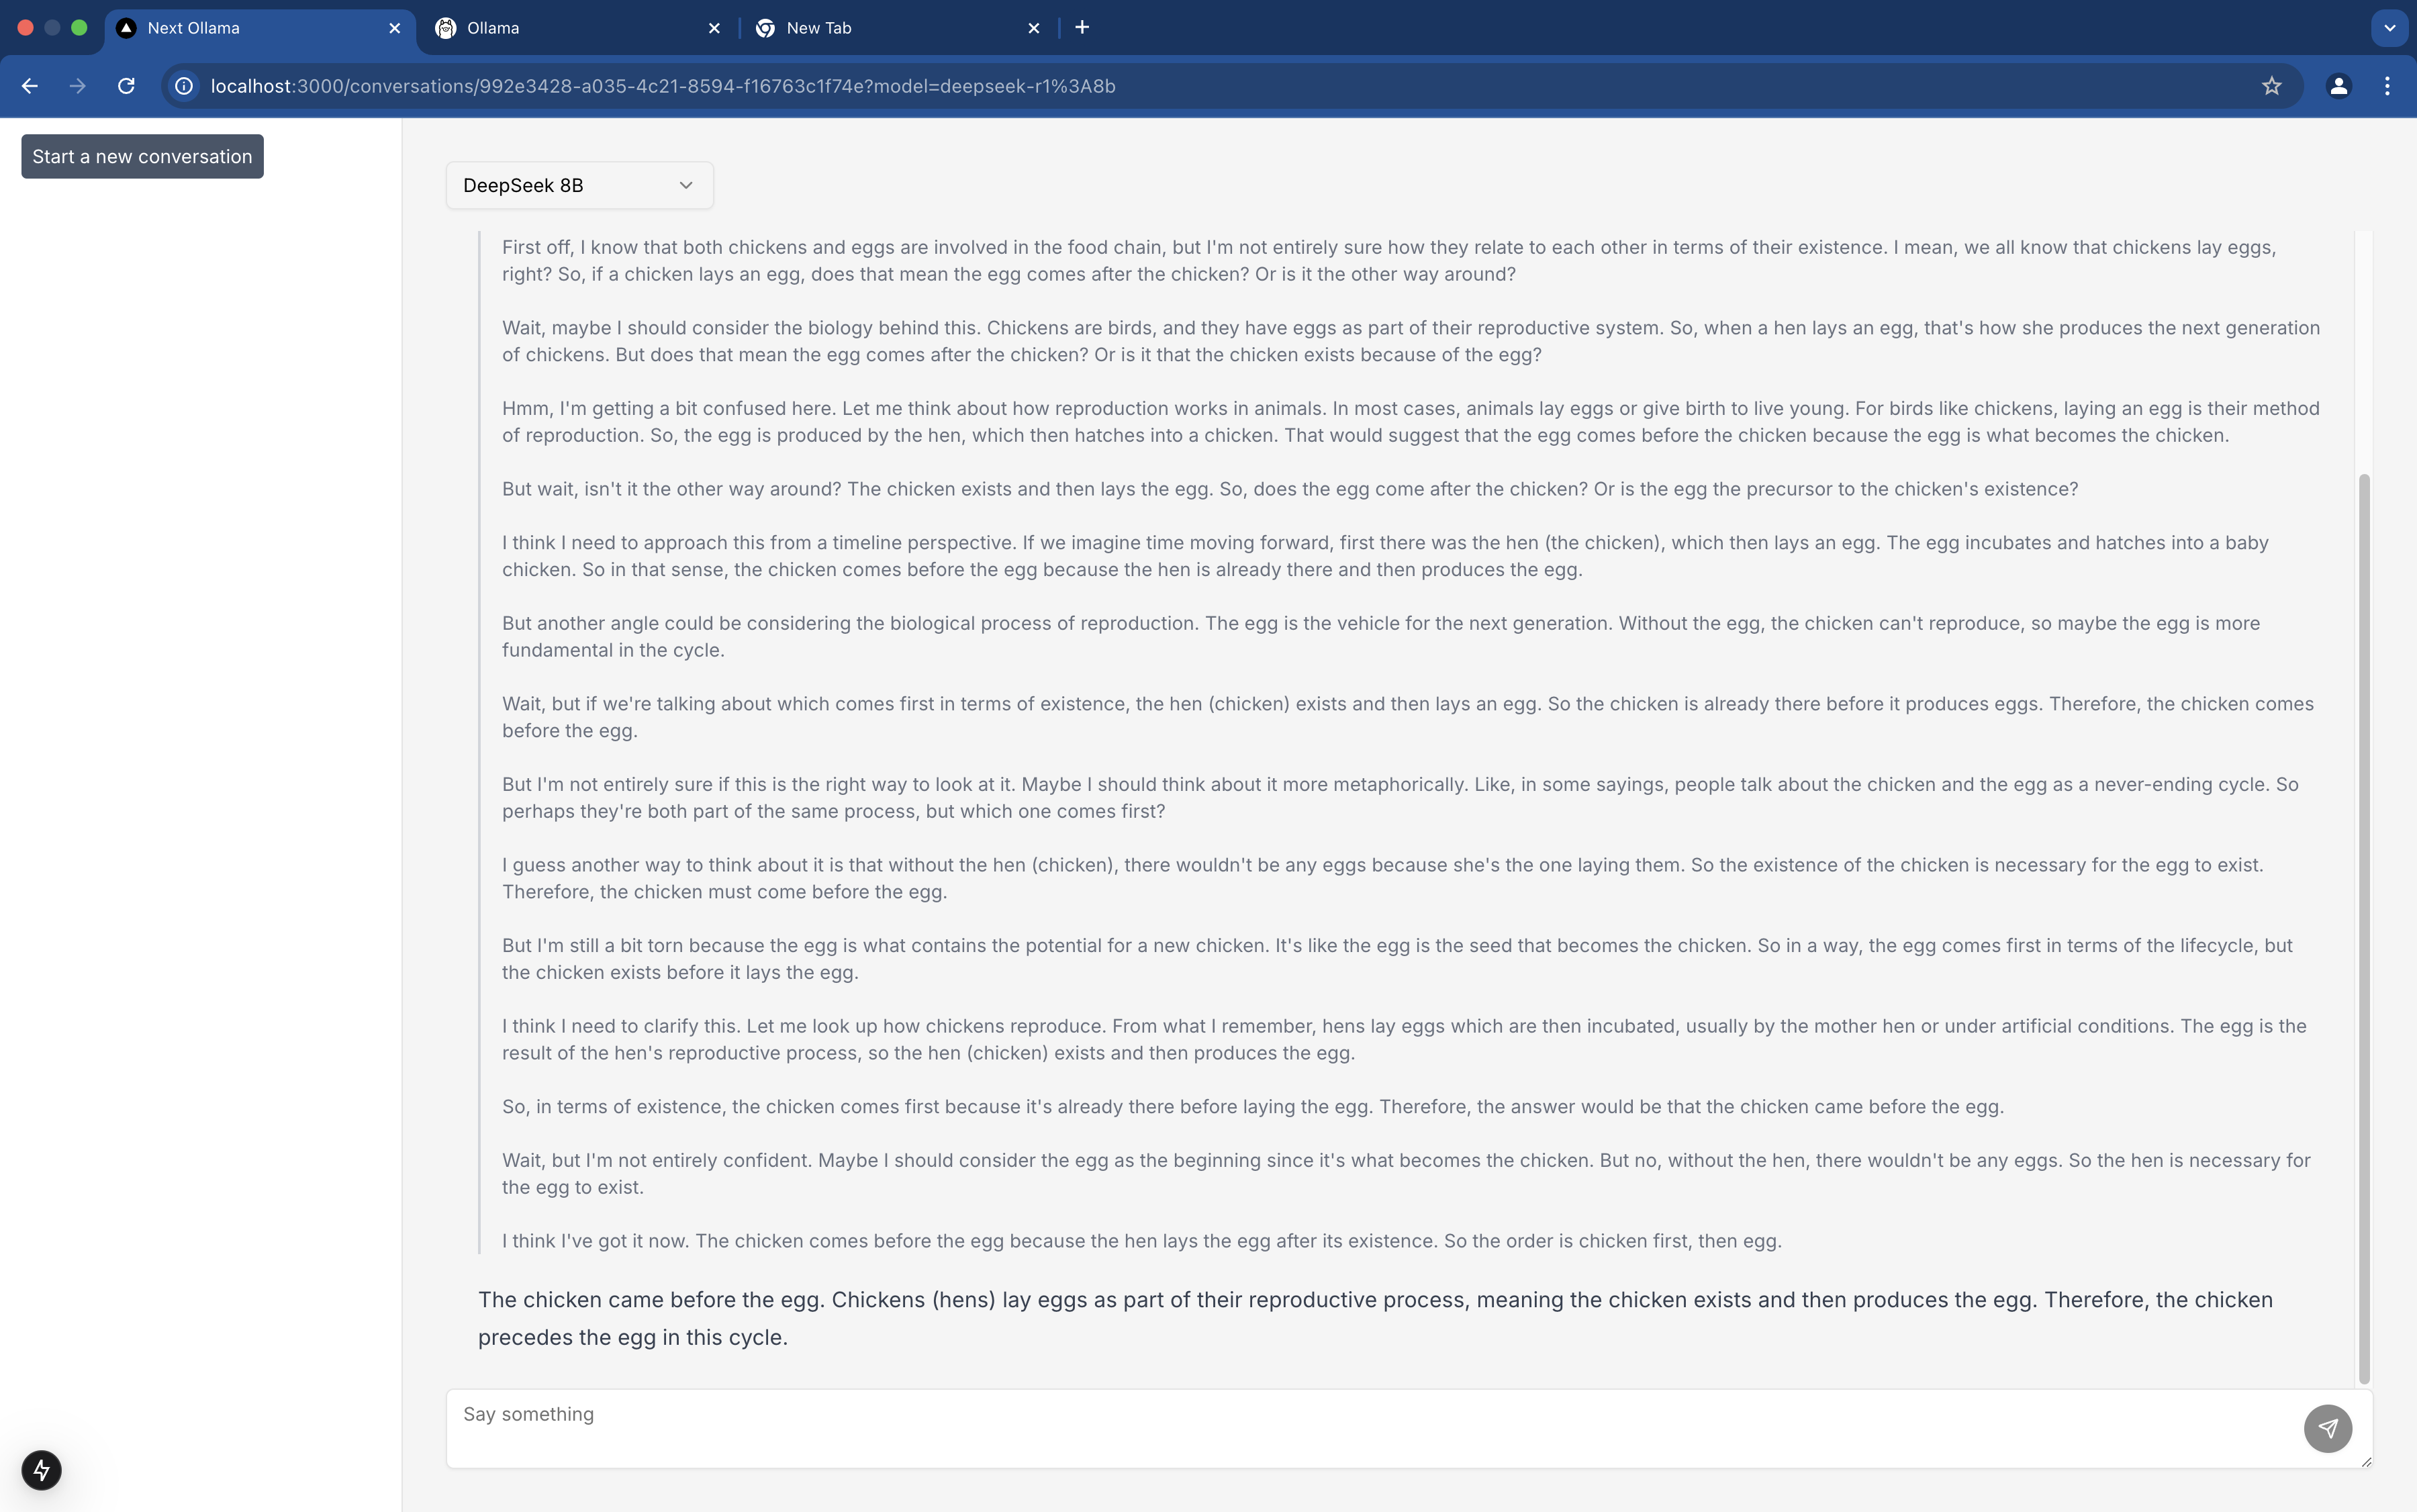 Next Ollama
Ollama
New Tab
localhost:3000/conversations/992e3428-a035-4c21-8594-f16763c1f74e?model=deepseek-r1%3A8b
Start a new conversation
DeepSeek 8B
First off, I know that both chickens and eggs are involved in the food chain, but I'm not entirely sure how they relate to each other in terms of their existence. I mean, we all know that chickens lay eggs,
right? So, if a chicken lays an egg, does that mean the egg comes after the chicken? Or is it the other way around?
Wait, maybe I should consider the biology behind this. Chickens are birds, and they have eggs as part of their reproductive system. So, when a hen lays an egg, that's how she produces the next generation
of chickens. But does that mean the egg comes after the chicken? Or is it that the chicken exists because of the egg?
Hmm, I'm getting a bit confused here. Let me think about how reproduction works in animals. In most cases, animals lay eggs or give birth to live young. For birds like chickens, laying an egg is their method
of reproduction. So, the egg is produced by the hen, which then hatches into a chicken. That would suggest that the egg comes before the chicken because the egg is what becomes the chicken.
But wait, isn't it the other way around? The chicken exists and then lays the egg. So, does the egg come after the chicken? Or is the egg the precursor to the chicken's existence?
I think I need to approach this from a timeline perspective. If we imagine time moving forward, first there was the hen (the chicken), which then lays an egg. The egg incubates and hatches into a baby
chicken. So in that sense, the chicken comes before the egg because the hen is already there and then produces the egg.
But another angle could be considering the biological process of reproduction. The egg is the vehicle for the next generation. Without the egg, the chicken can't reproduce, so maybe the egg is more
fundamental in the cycle.
Wait, but if we're talking about which comes first in terms of existence, the hen (chicken) exists and then lays an egg. So the chicken is already there before it produces eggs. Therefore, the chicken comes
before the egg.
But I'm not entirely sure if this is the right way to look at it. Maybe I should think about it more metaphorically. Like, in some sayings, people talk about the chicken and the egg as a never-ending cycle. So
perhaps they're both part of the same process, but which one comes first?
I guess another way to think about it is that without the hen (chicken), there wouldn't be any eggs because she's the one laying them. So the existence of the chicken is necessary for the egg to exist.
Therefore, the chicken must come before the egg.
But I'm still a bit torn because the egg is what contains the potential for a new chicken. It's like the egg is the seed that becomes the chicken. So in a way, the egg comes first in terms of the lifecycle, but
the chicken exists before it lays the egg.
I think I need to clarify this. Let me look up how chickens reproduce. From what I remember, hens lay eggs which are then incubated, usually by the mother hen or under artificial conditions. The egg is the
result of the hen's reproductive process, so the hen (chicken) exists and then produces the egg.
So, in terms of existence, the chicken comes first because it's already there before laying the egg. Therefore, the answer would be that the chicken came before the egg.
Wait, but I'm not entirely confident. Maybe I should consider the egg as the beginning since it's what becomes the chicken. But no, without the hen, there wouldn't be any eggs. So the hen is necessary for
the egg to exist.
I think I've got it now. The chicken comes before the egg because the hen lays the egg after its existence. So the order is chicken first, then egg.
The chicken came before the egg. Chickens (hens) lay eggs as part of their reproductive process, meaning the chicken exists and then produces the egg. Therefore, the chicken
precedes the egg in this cycle.
Say something